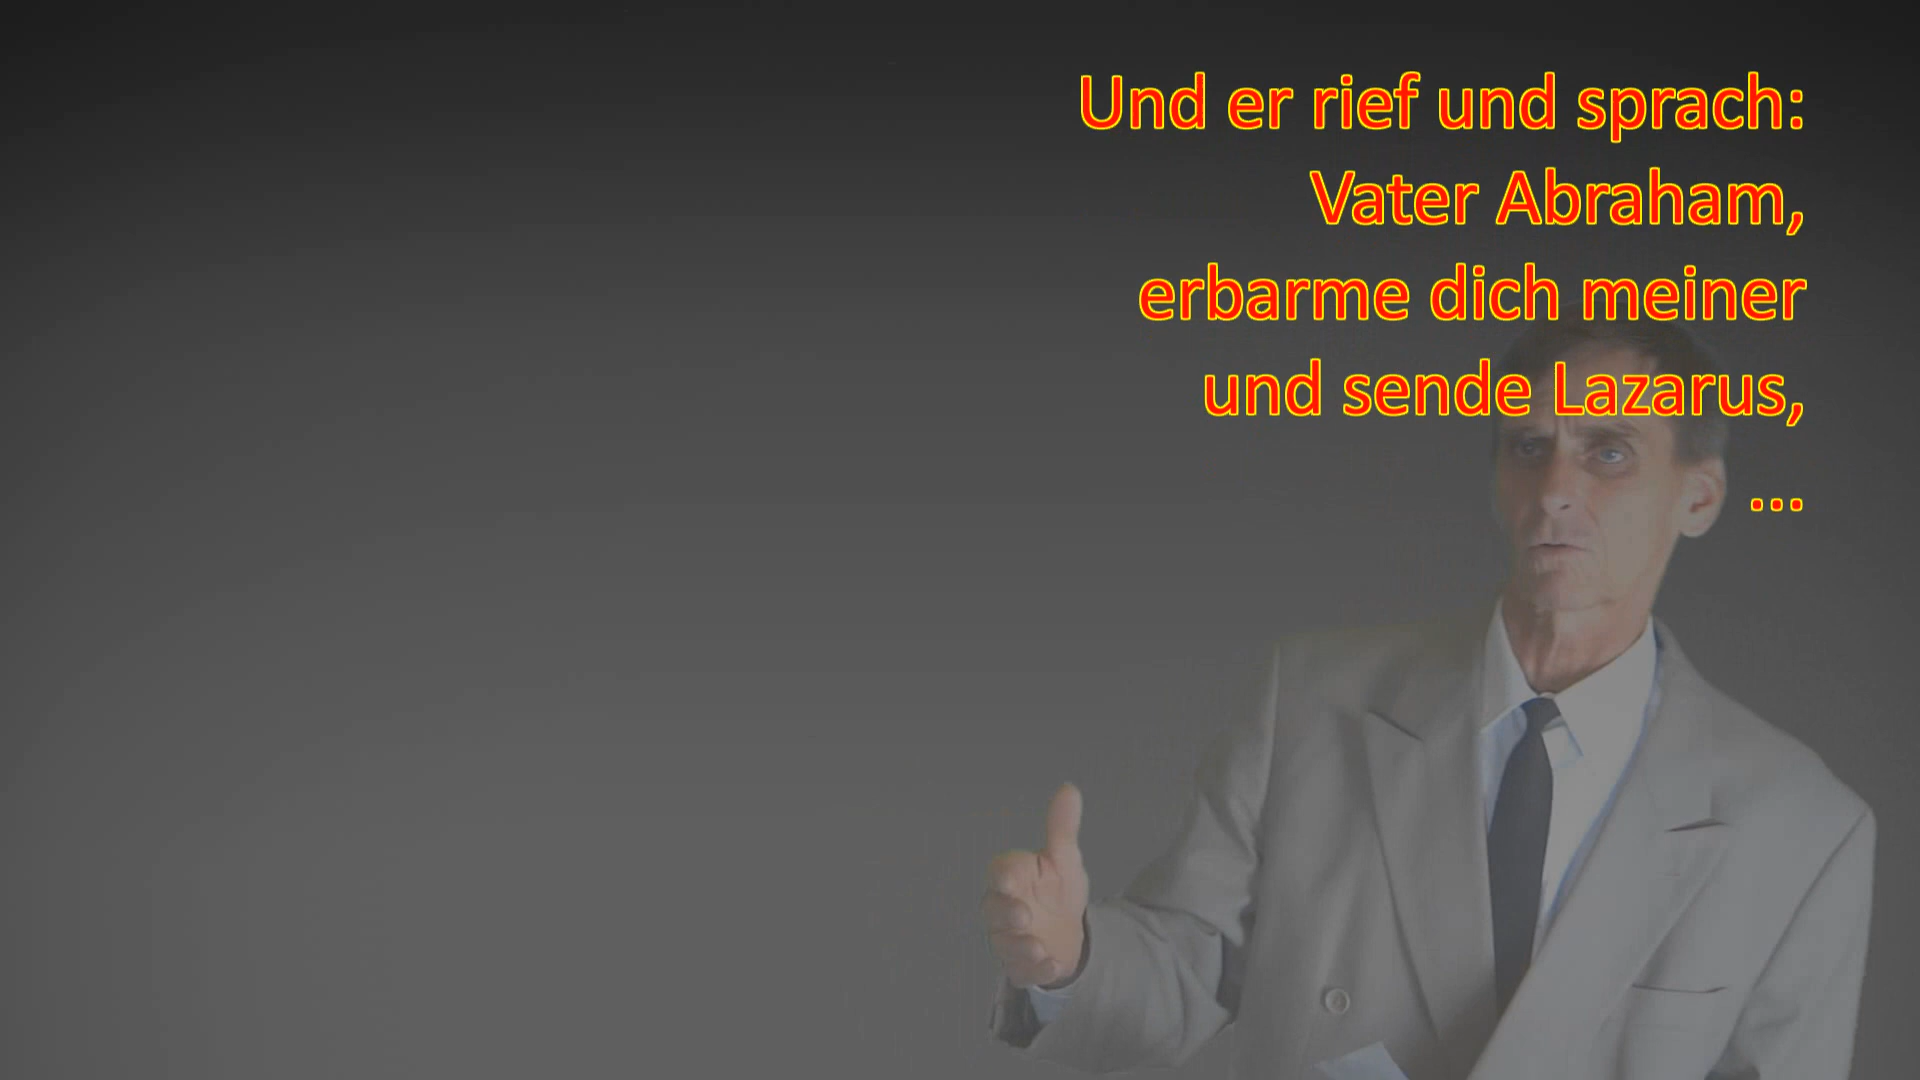 Und er rief und sprach:
Vater Abraham,
erbarme dich meiner
und sende Lazarus,
...